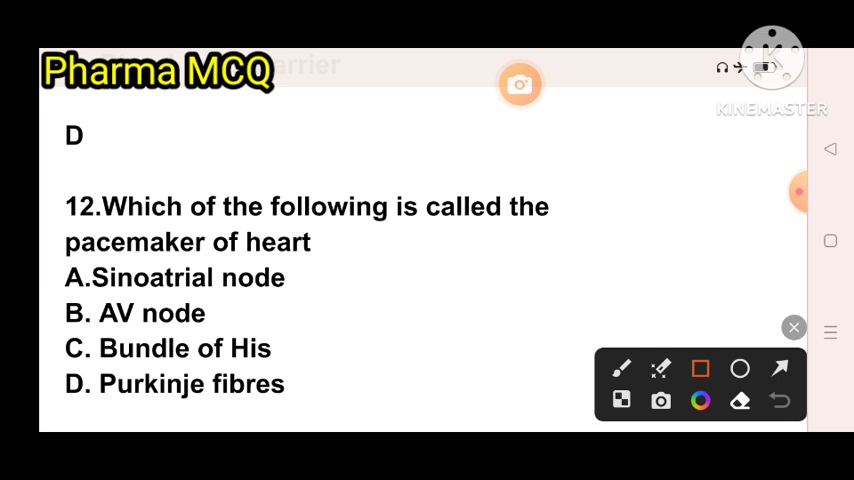 Pharma MCQ arrier
KINEMASTER
D
12.Which of the following is called the
pacemaker of heart
A.Sinoatrial node
B. AV node
C. Bundle of His
D. Purkinje fibres